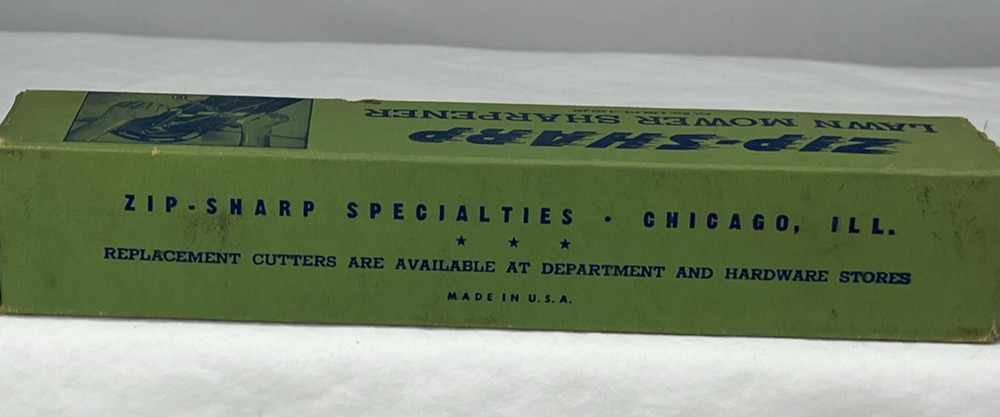 ZIP-SHARP
LAWN MOWER SHARPENER
ZIP-SHARP SPECIALTIES • CHICAGO, ILL.
★ ★ ★
REPLACEMENT CUTTERS ARE AVAILABLE AT DEPARTMENT AND HARDWARE STORES
MADE IN U.S.A.